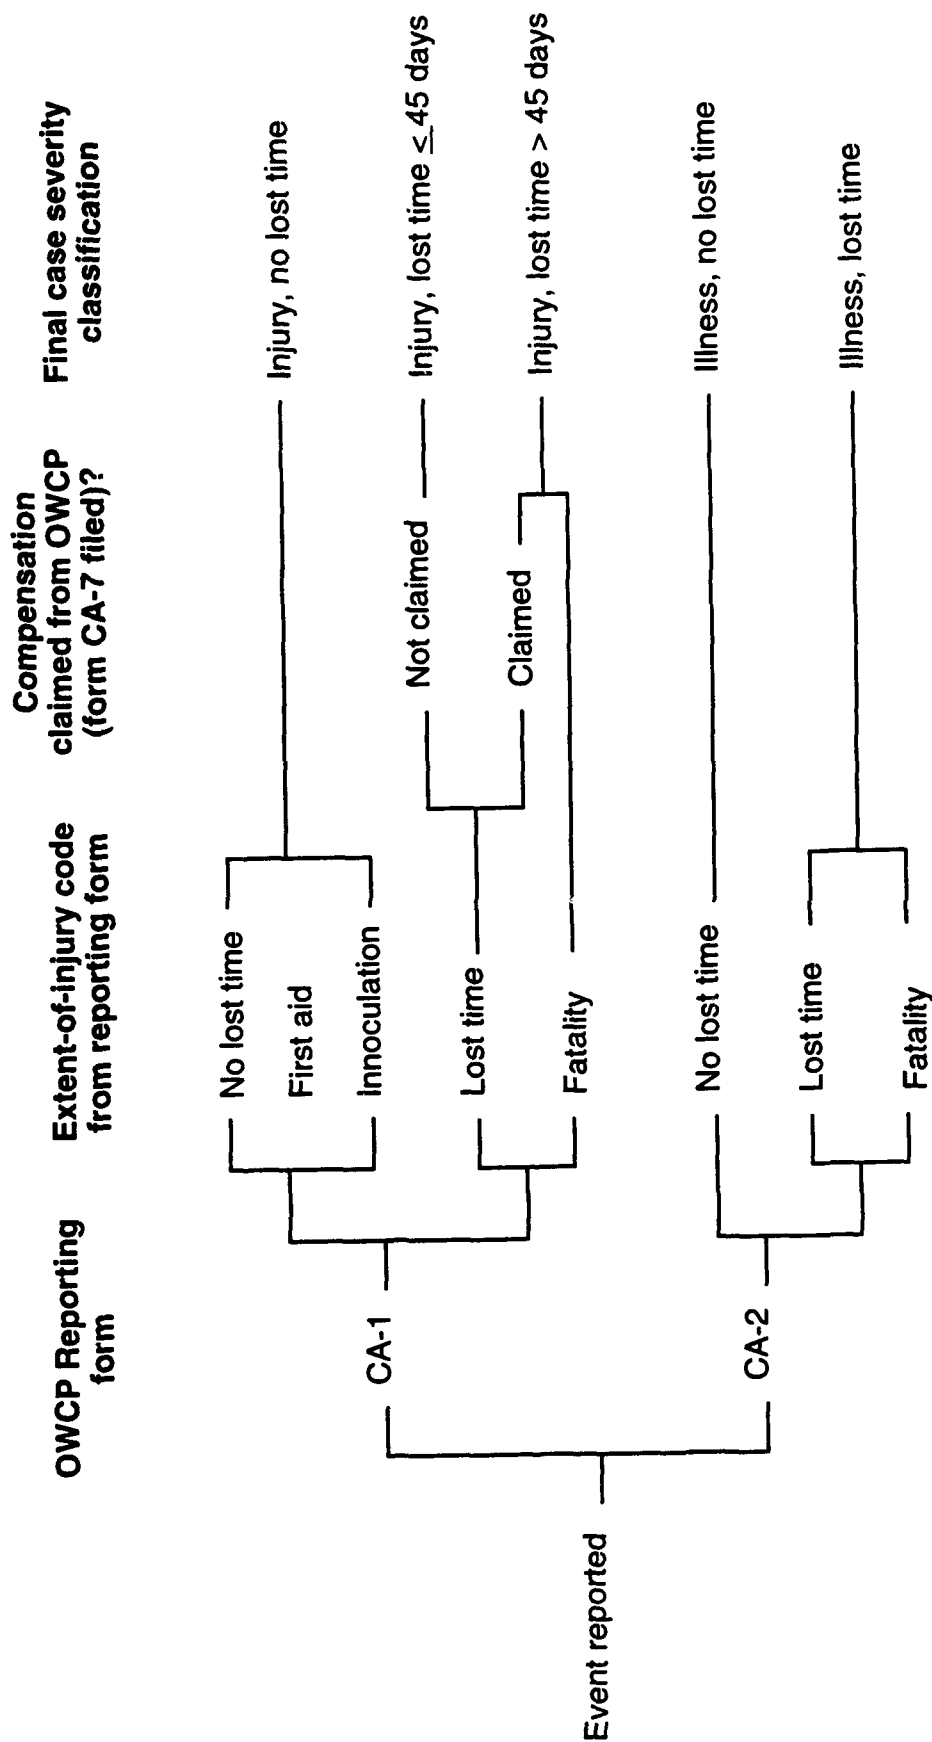 OWCP Reporting
form
Extent-of-injury code
from reporting form
Compensation
claimed from OWCP
(form CA-7 filed)?
Final case severity
classification
Event reported
CA-1
No lost time
First aid
Innoculation
Injury, no lost time
Lost time
Not claimed
Injury, lost time ≤ 45 days
Claimed
Injury, lost time > 45 days
Fatality
CA-2
No lost time
Illness, no lost time
Lost time
Illness, lost time
Fatality